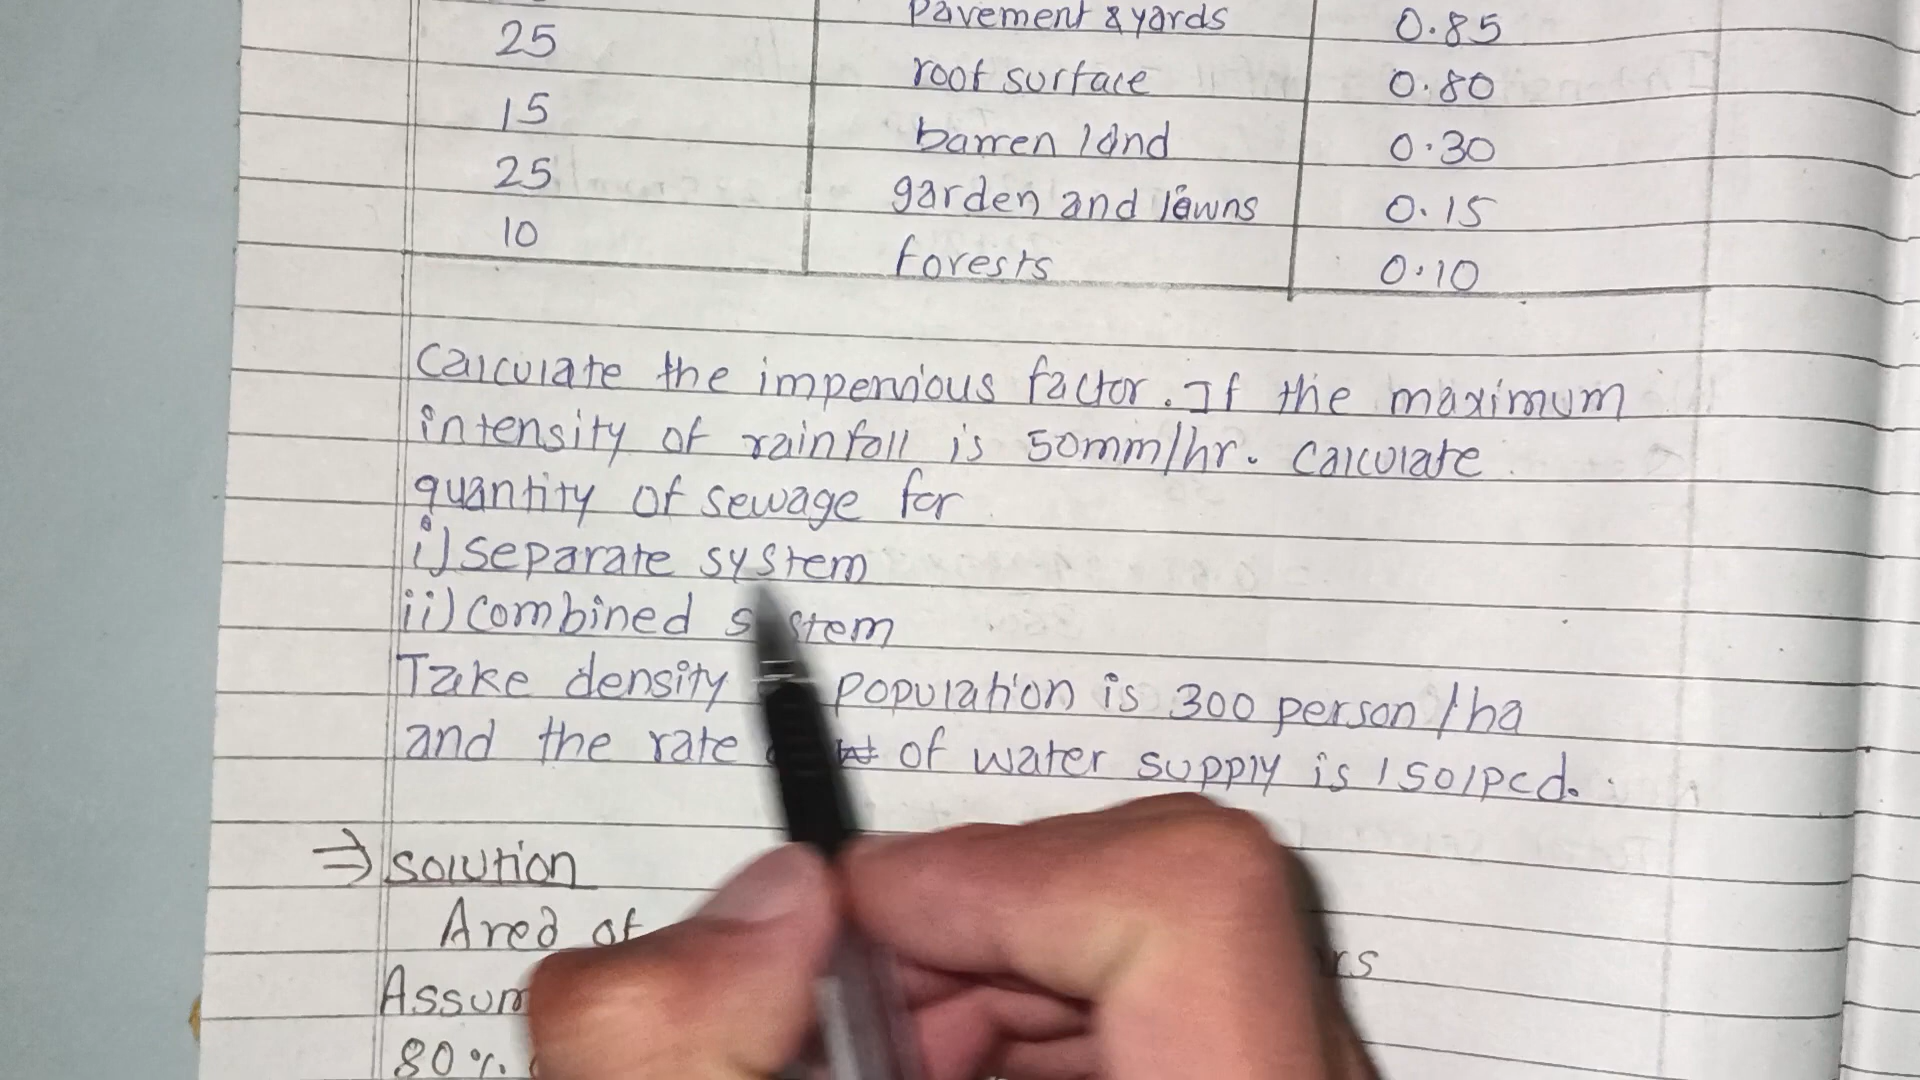 pavement & yards 0.85
25 roof surface 0.80
15 barren land 0.30
25 garden and lawns 0.15
10 forests 0.10
Calculate the impervious factor. If the maximum
intensity of rainfall is 50mm/hr. Calculate
quantity of sewage for
i) separate system
ii) combined system
Take density population is 300 person/ha
and the rate of water supply is 150lpcd.
⇒ solution
Area of
80%.